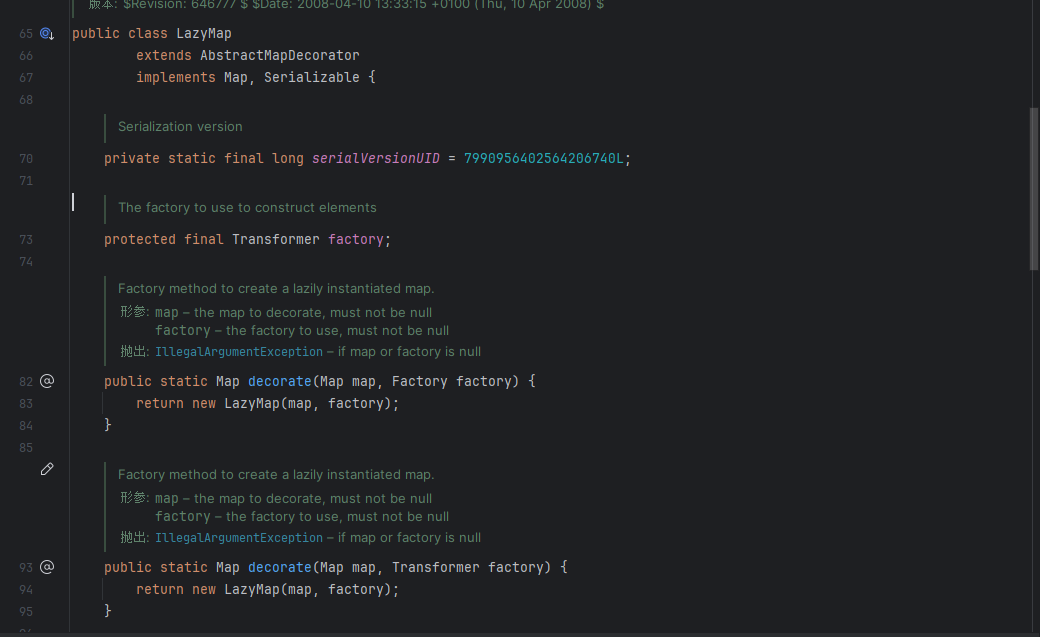 版本: $Revision: 646777 $ $Date: 2008-04-10 13:33:15 +0100 (Thu, 10 Apr 2008) $
65 public class LazyMap
66 extends AbstractMapDecorator
67 implements Map, Serializable {
68
Serialization version
70 private static final long serialVersionUID = 7990956402564206740L;
71
The factory to use to construct elements
73 protected final Transformer factory;
74
Factory method to create a lazily instantiated map.
形参: map – the map to decorate, must not be null
factory – the factory to use, must not be null
抛出: IllegalArgumentException – if map or factory is null
82 @ public static Map decorate(Map map, Factory factory) {
83 return new LazyMap(map, factory);
84 }
85
Factory method to create a lazily instantiated map.
形参: map – the map to decorate, must not be null
factory – the factory to use, must not be null
抛出: IllegalArgumentException – if map or factory is null
93 @ public static Map decorate(Map map, Transformer factory) {
94 return new LazyMap(map, factory);
95 }